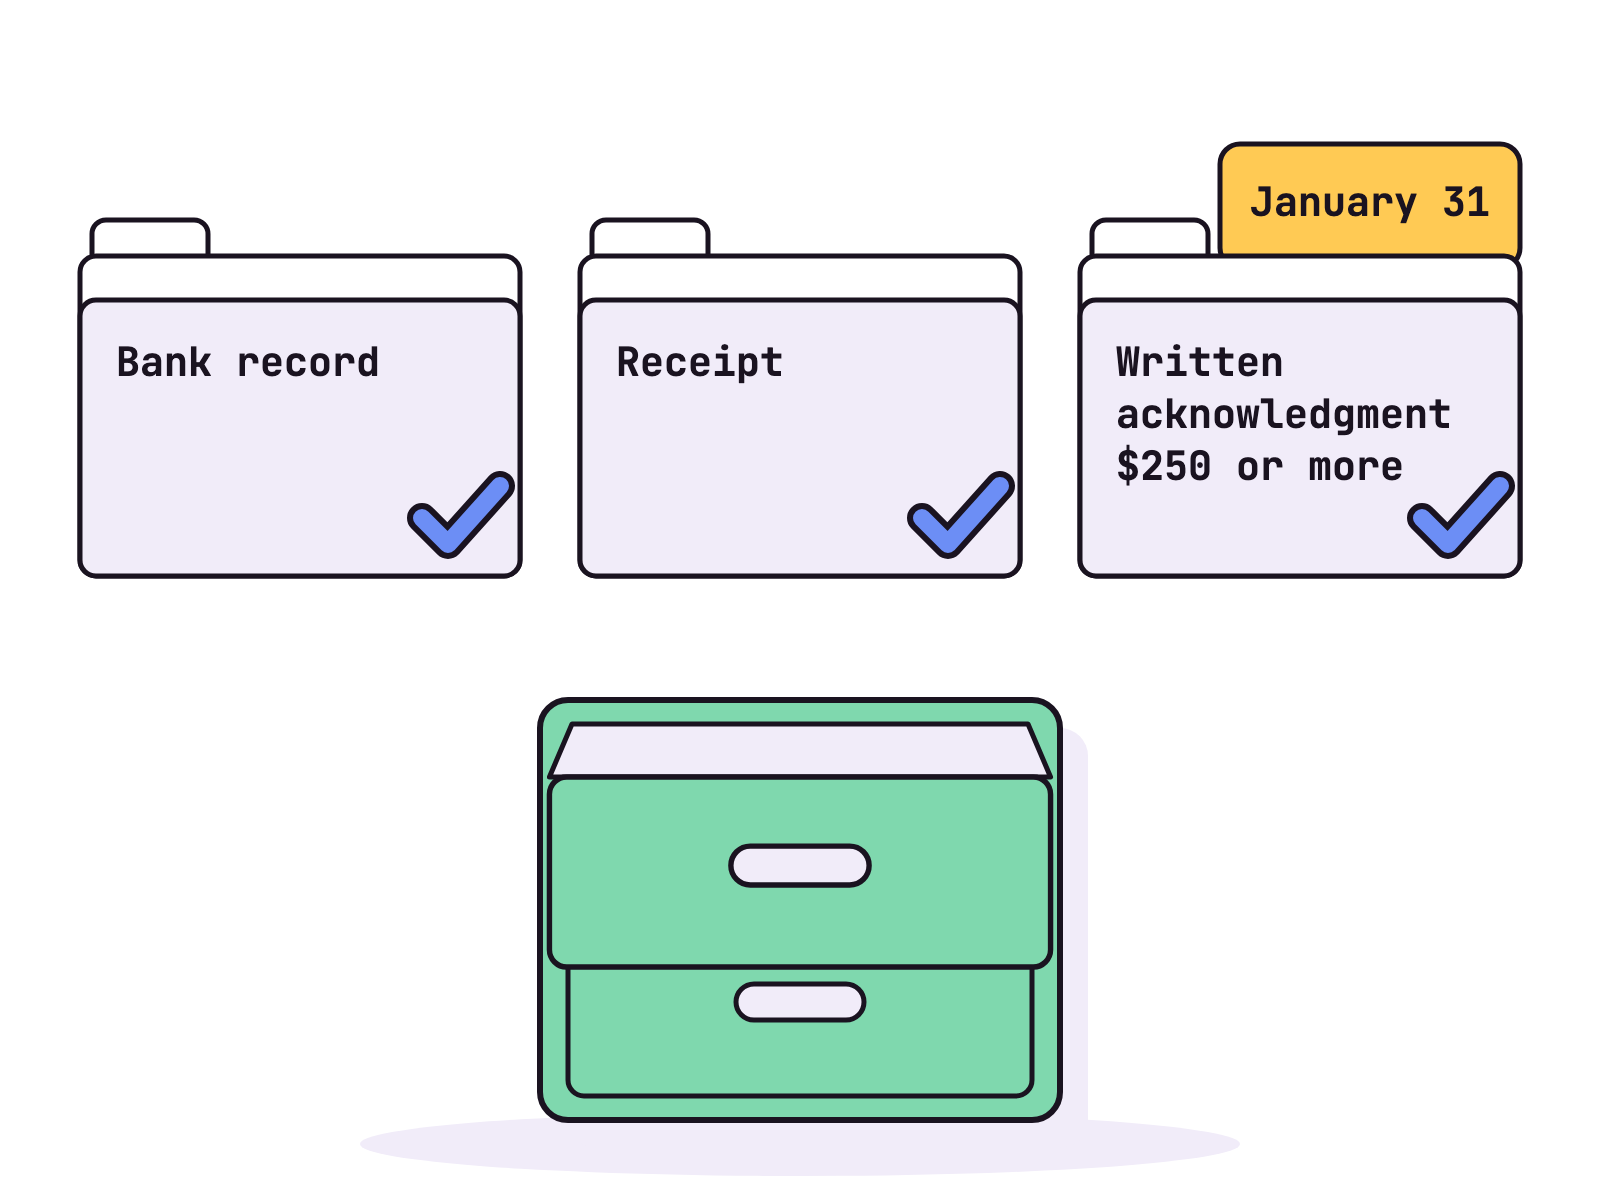 January 31
Bank record
Receipt
Written
acknowledgment
$250 or more